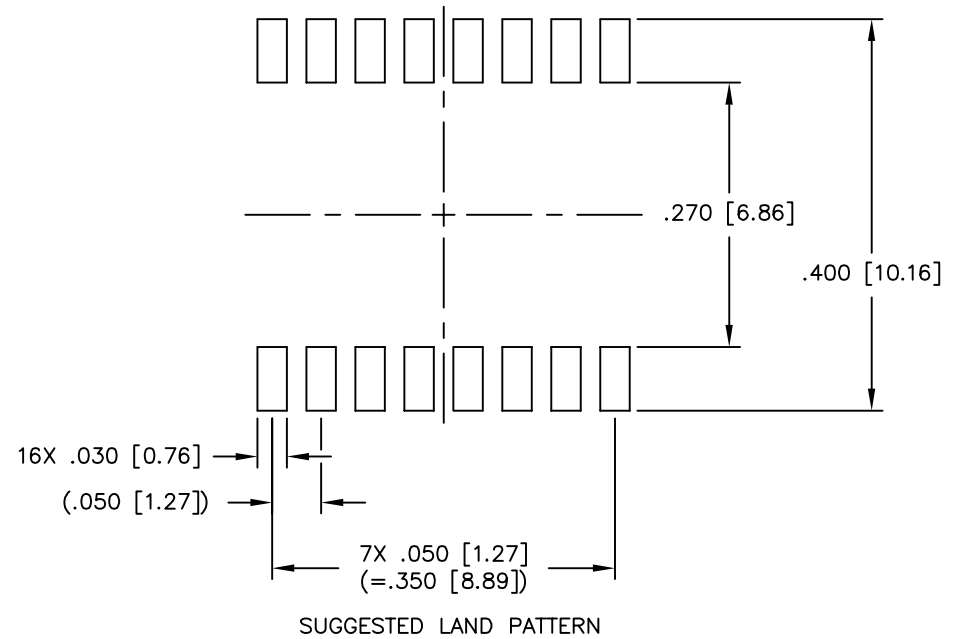 .270 [6.86]
.400 [10.16]
16X .030 [0.76]
(.050 [1.27])
7X .050 [1.27]
(=.350 [8.89])
SUGGESTED LAND PATTERN